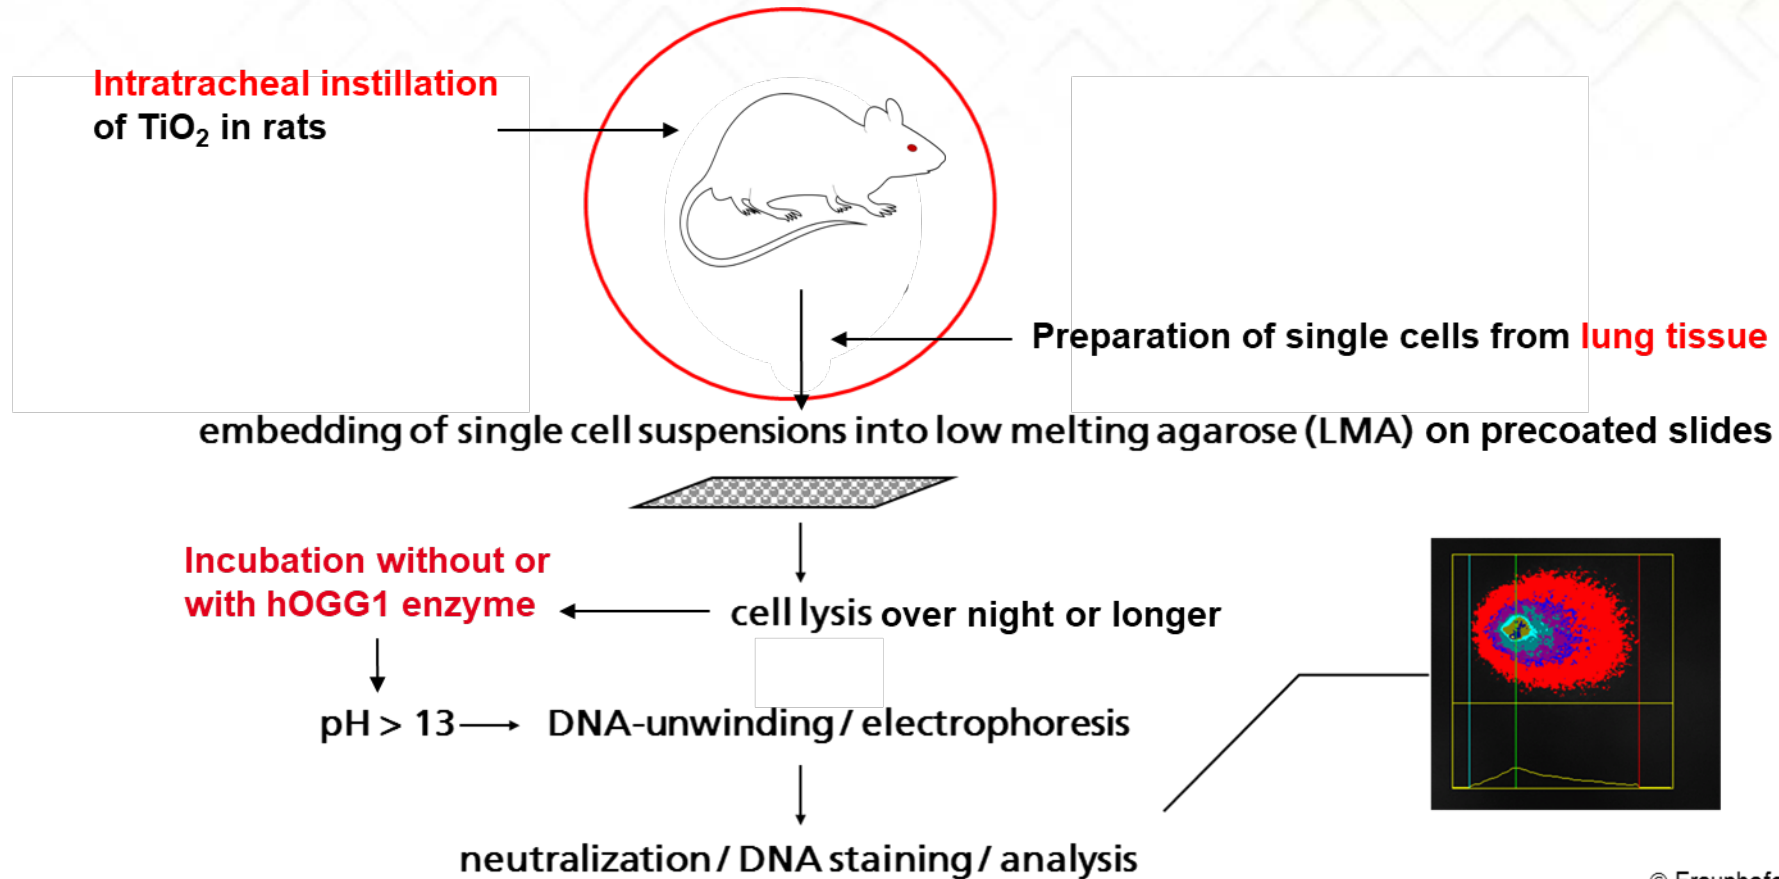 Intratracheal instillation
of TiO₂ in rats
Preparation of single cells from lung tissue
embedding of single cell suspensions into low melting agarose (LMA) on precoated slides
Incubation without or
with hOGG1 enzyme
cell lysis over night or longer
pH > 13
DNA-unwinding / electrophoresis
neutralization / DNA staining / analysis
©